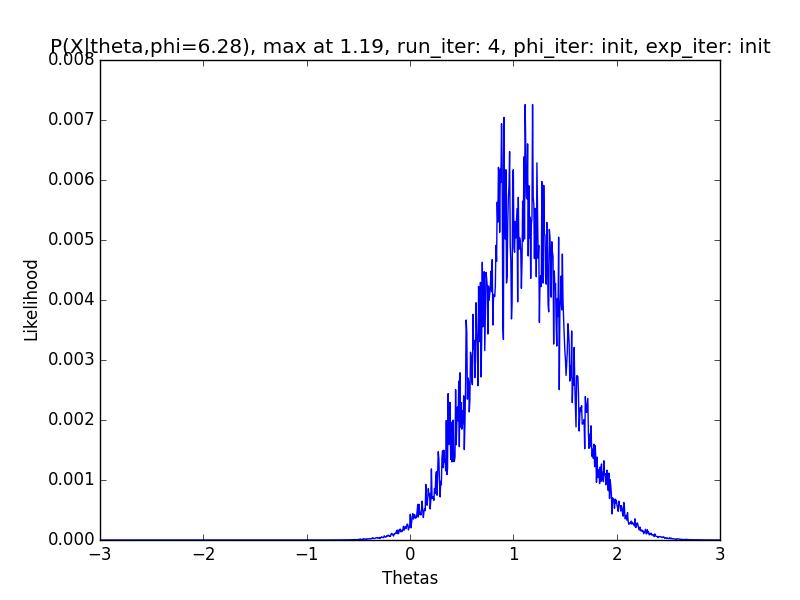 P(X|theta,phi=6.28), max at 1.19, run_iter: 4, phi_iter: init, exp_iter: init
0.008
0.007
0.006
0.005
0.004
0.003
0.002
0.001
0.000
Likelihood
−3 −2 −1 0 1 2 3
Thetas